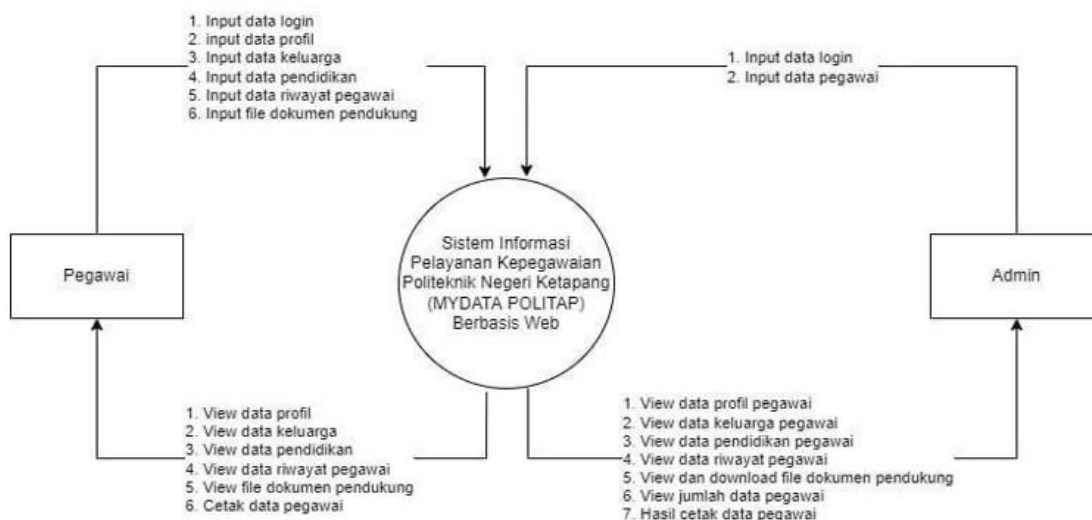 1. Input data login
2. input data profil
3. Input data keluarga
4. Input data pendidikan
5. Input data riwayat pegawai
6. Input file dokumen pendukung
1. Input data login
2. Input data pegawai
Pegawai
Sistem Informasi
Pelayanan Kepegawaian
Politeknik Negeri Ketapang
(MYDATA POLITAP)
Berbasis Web
Admin
1. View data profil
2. View data keluarga
3. View data pendidikan
4. View data riwayat pegawai
5. View file dokumen pendukung
6. Cetak data pegawai
1. View data profil pegawai
2. View data keluarga pegawai
3. View data pendidikan pegawai
4. View data riwayat pegawai
5. View dan download file dokumen pendukung
6. View jumlah data pegawai
7. Hasil cetak data pegawai